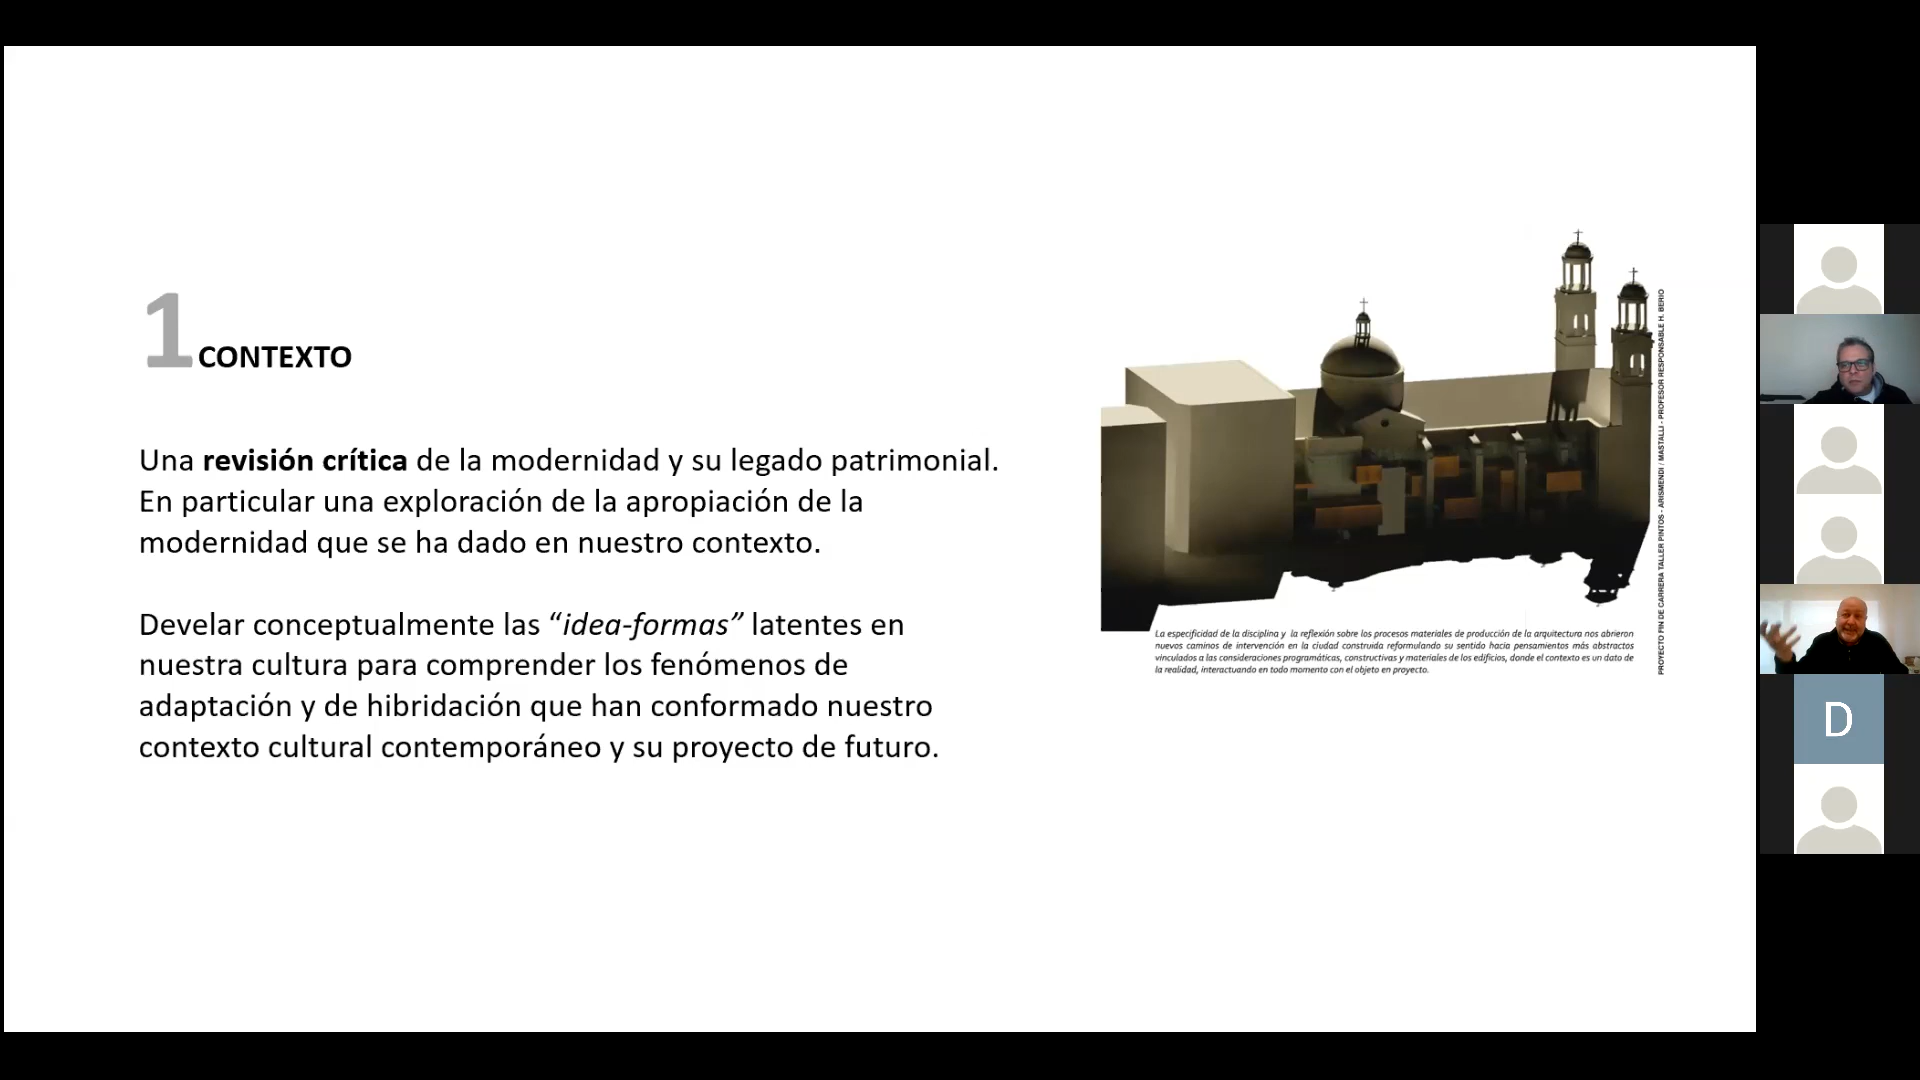 1 CONTEXTO
Una revisión crítica de la modernidad y su legado patrimonial.
En particular una exploración de la apropiación de la
modernidad que se ha dado en nuestro contexto.
Develar conceptualmente las “idea-formas” latentes en
nuestra cultura para comprender los fenómenos de
adaptación y de hibridación que han conformado nuestro
contexto cultural contemporáneo y su proyecto de futuro.
La especificidad de la disciplina y la reflexión sobre los procesos materiales de producción de la arquitectura nos abrieron
nuevos caminos de intervención en la ciudad construida reformulando su sentido hacia pensamientos más abstractos
vinculados a las consideraciones programáticas, constructivas y materiales de los edificios, donde el contexto es un dato de
la realidad, interactuando en todo momento con el objeto en proyecto.
PROYECTO FIN DE CARRERA TALLER PINTOS - ARISMENDI / MASTALLI - PROFESOR RESPONSABLE H. BERIO
D